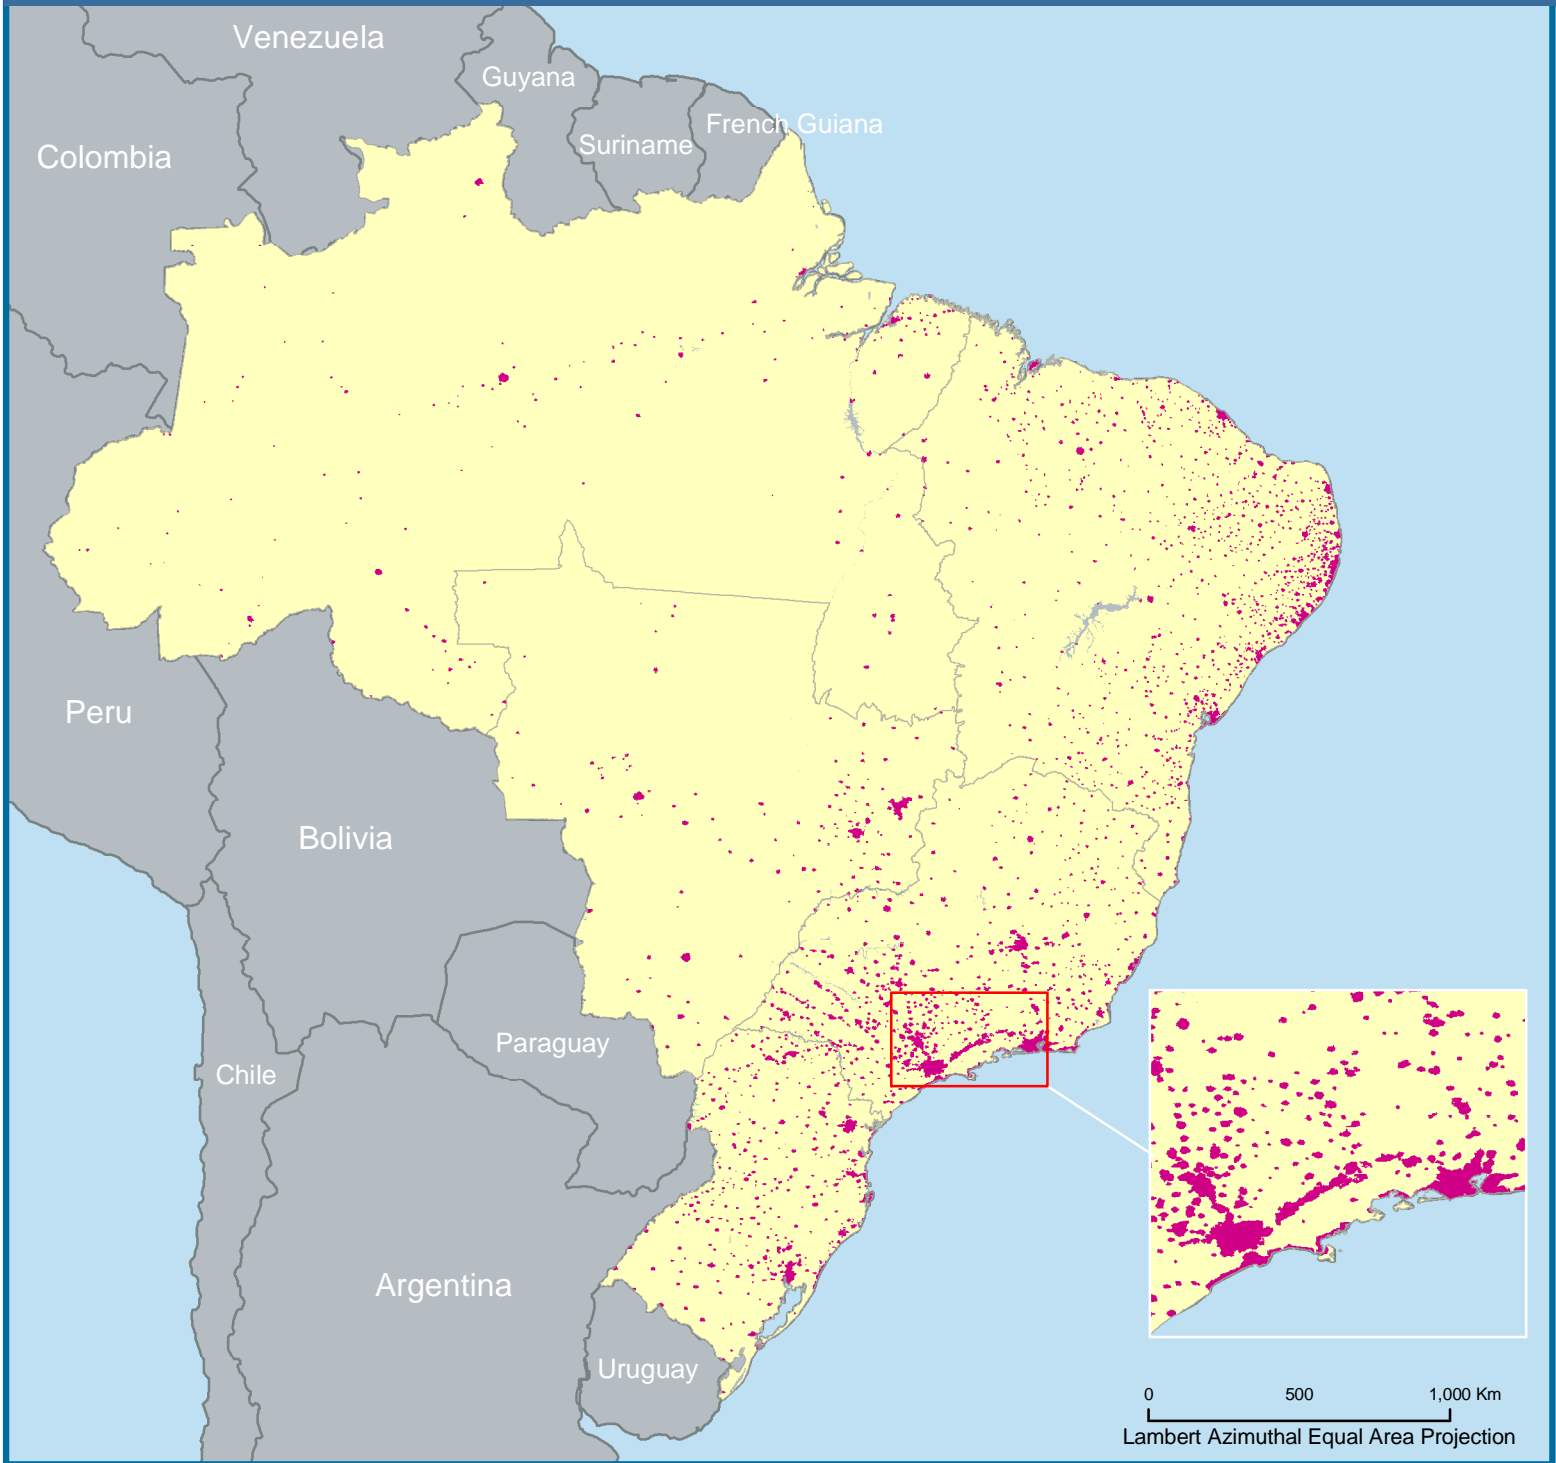 Venezuela
Guyana
French Guiana
Suriname
Colombia
Peru
Bolivia
Paraguay
Chile
Argentina
Uruguay
0 500 1,000 Km
Lambert Azimuthal Equal Area Projection